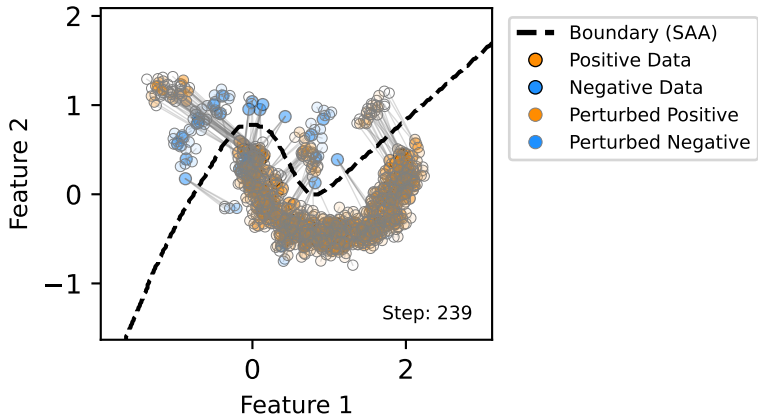 2
1
0
−1
Feature 2
0
2
Feature 1
Step: 239
Boundary (SAA)
Positive Data
Negative Data
Perturbed Positive
Perturbed Negative